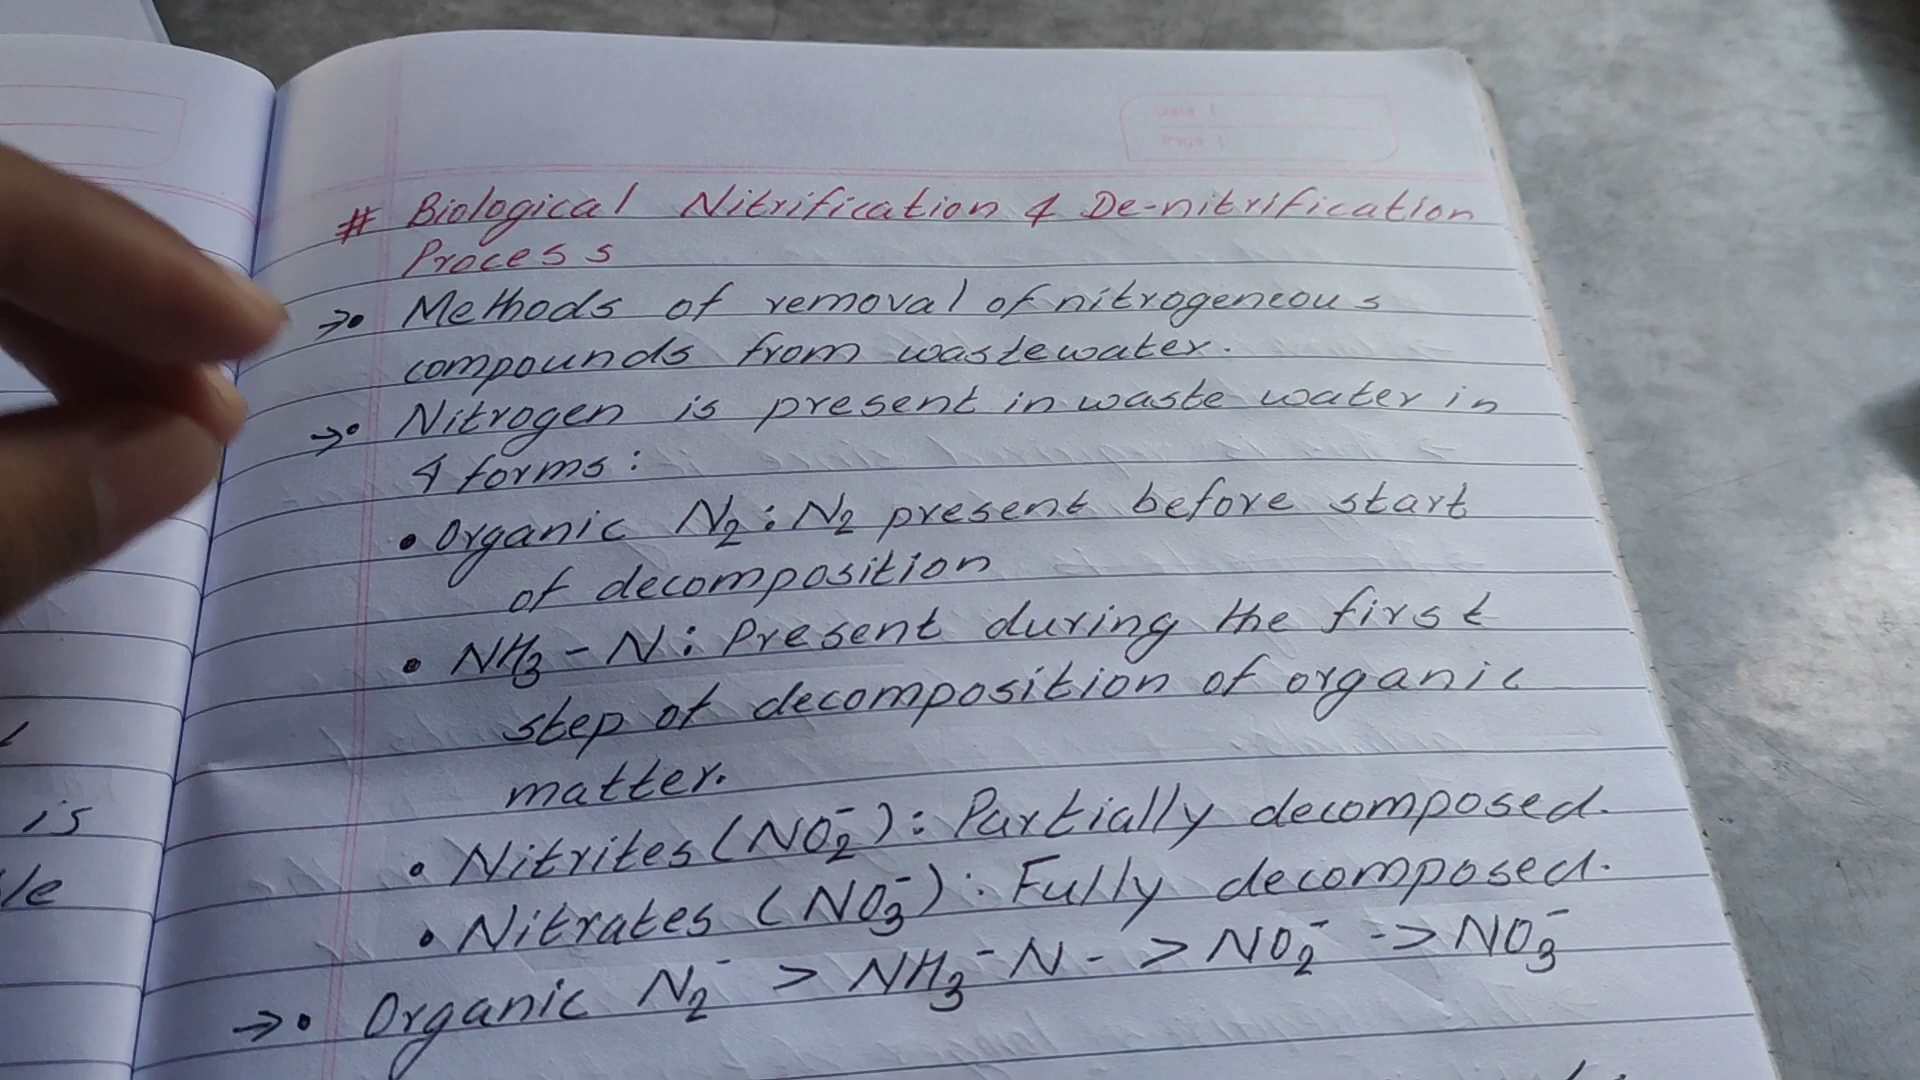 Date :
Page :
# Biological Nitrification & De-nitrification
Process
→• Methods of removal of nitrogeneous
compounds from wastewater.
→• Nitrogen is present in waste water in
4 forms:
• Organic N₂ : N₂ present before start
of decomposition
• NH₃ - N : Present during the first
step of decomposition of organic
matter.
• Nitrites (NO₂⁻) : Partially decomposed.
• Nitrates (NO₃⁻) : Fully decomposed.
→• Organic N₂ -> NH₃-N -> NO₂⁻ -> NO₃⁻
is